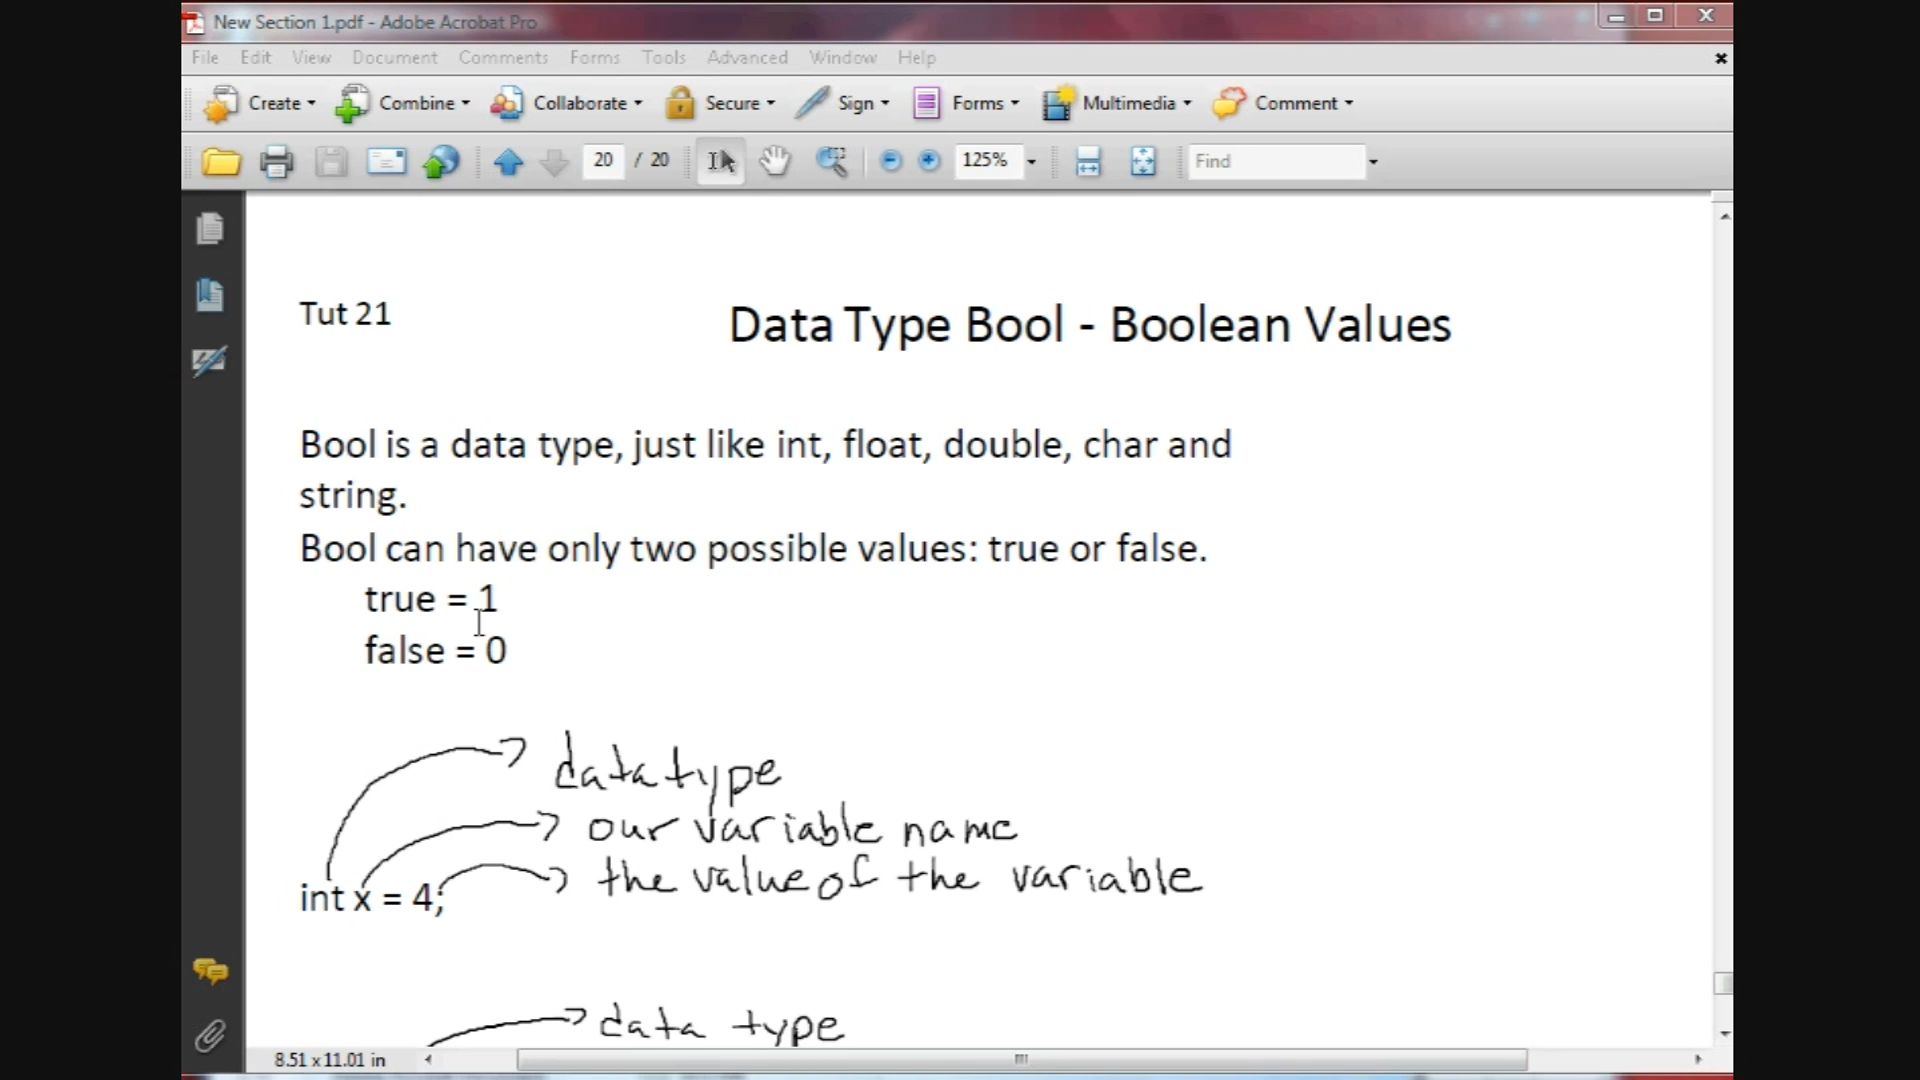 New Section 1.pdf - Adobe Acrobat Pro
File Edit View Document Comments Forms Tools Advanced Window Help
Create Combine Collaborate Secure Sign Forms Multimedia Comment
20 / 20 125% Find
Tut 21
Data Type Bool - Boolean Values
Bool is a data type, just like int, float, double, char and
string.
Bool can have only two possible values: true or false.
true = 1
false = 0
data type
our variable name
the value of the variable
int x = 4;
data type
8.51 x 11.01 in